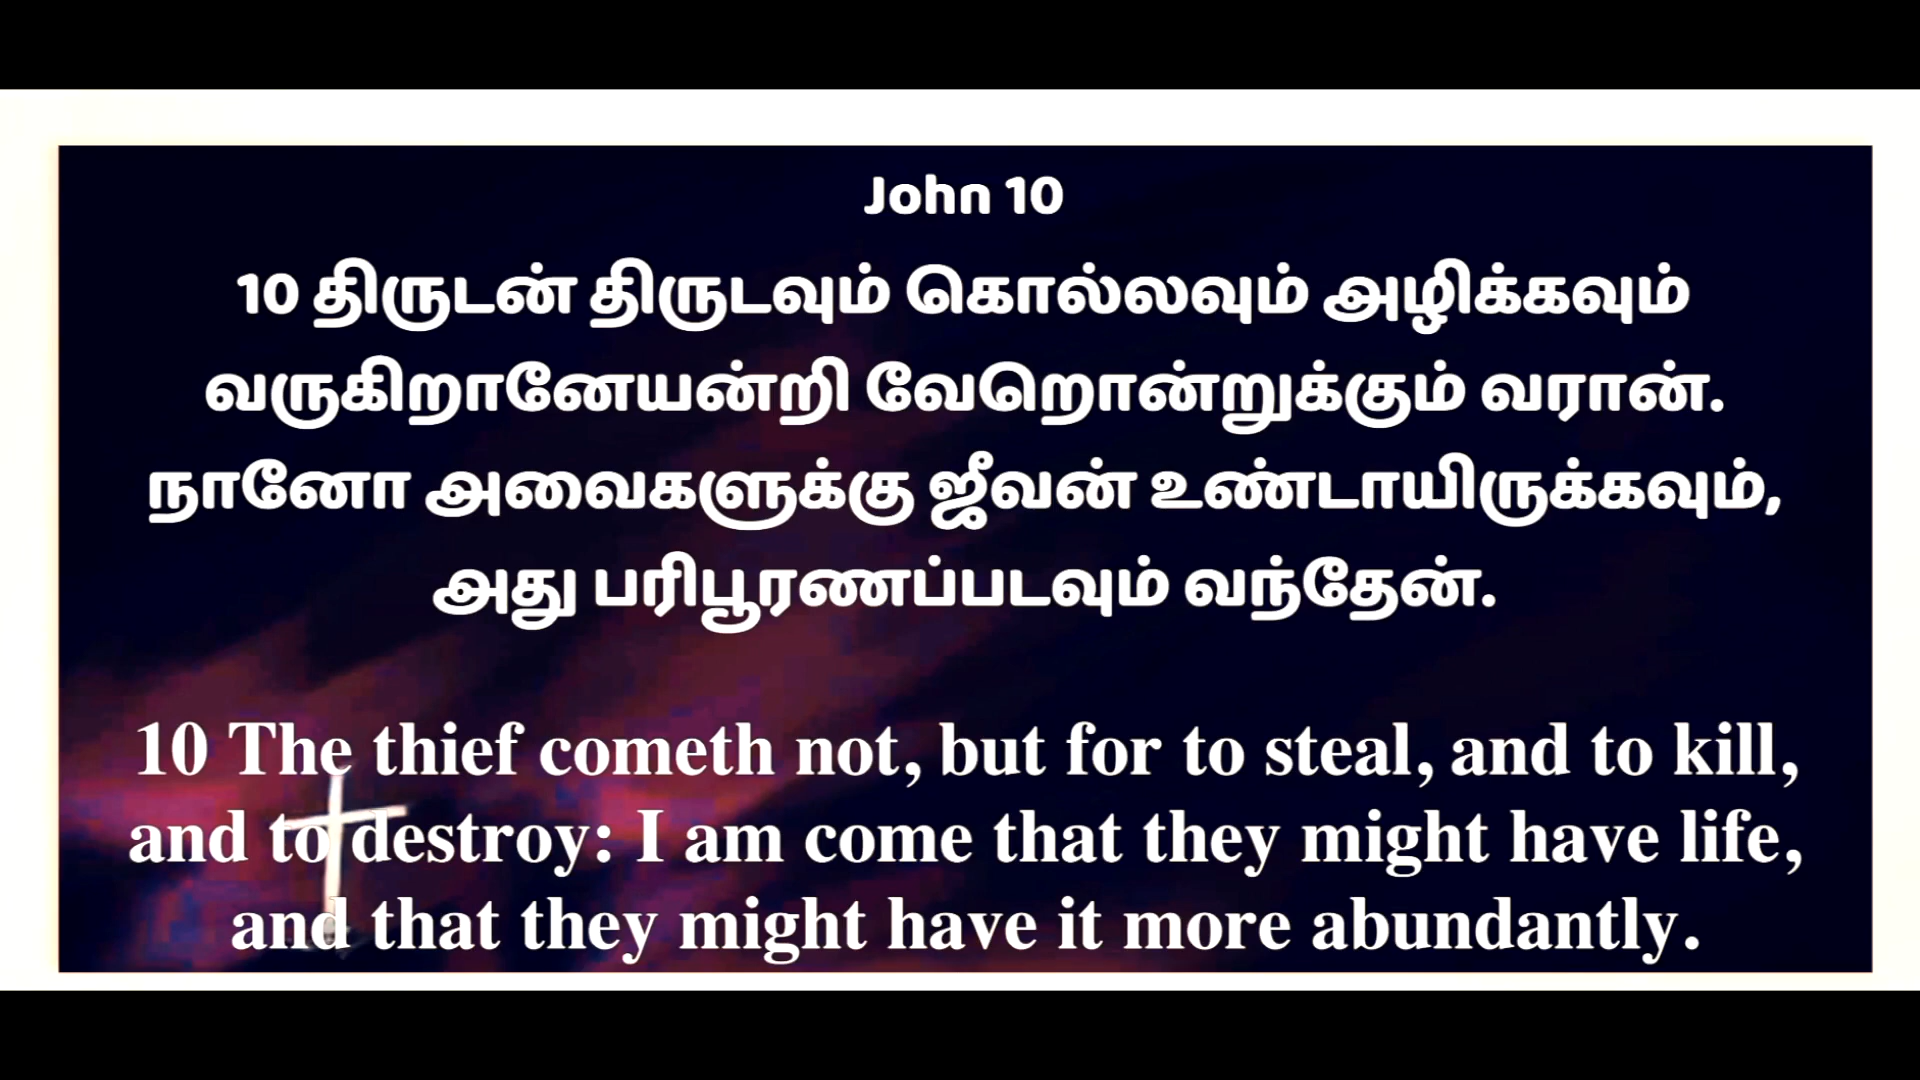 John 10
10 திருடன் திருடவும் கொல்லவும் அழிக்கவும்
வருகிறானேயன்றி வேறொன்றுக்கும் வரான்.
நானோ அவைகளுக்கு ஜீவன் உண்டாயிருக்கவும்,
அது பரிபூரணப்படவும் வந்தேன்.
10 The thief cometh not, but for to steal, and to kill,
and to destroy: I am come that they might have life,
and that they might have it more abundantly.